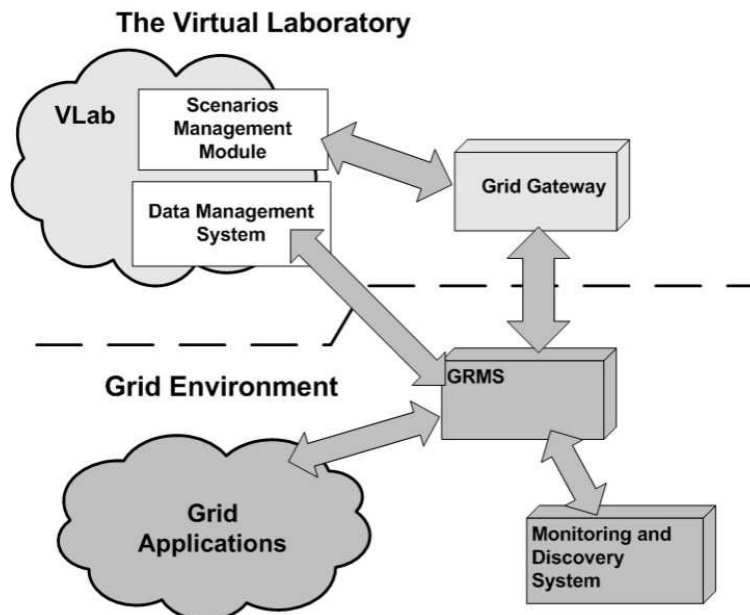 The Virtual Laboratory
VLab
Scenarios
Management
Module
Grid Gateway
Data Management
System
Grid Environment
GRMS
Grid
Applications
Monitoring and
Discovery
System